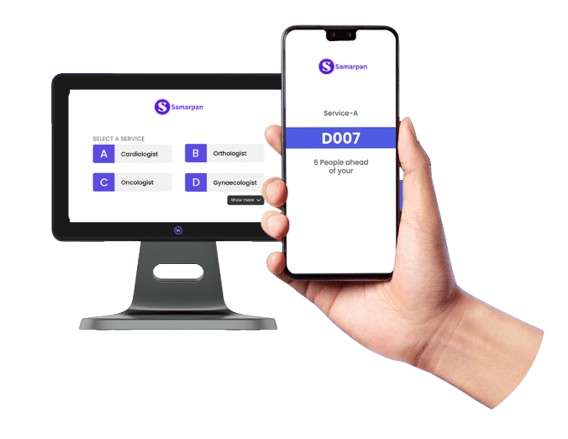 Samarpan
SELECT A SERVICE
A Cardiologist
B Orthologist
C Oncologist
D Gynaecologist
Show more
Samarpan
Service-A
D007
6 People ahead
of your